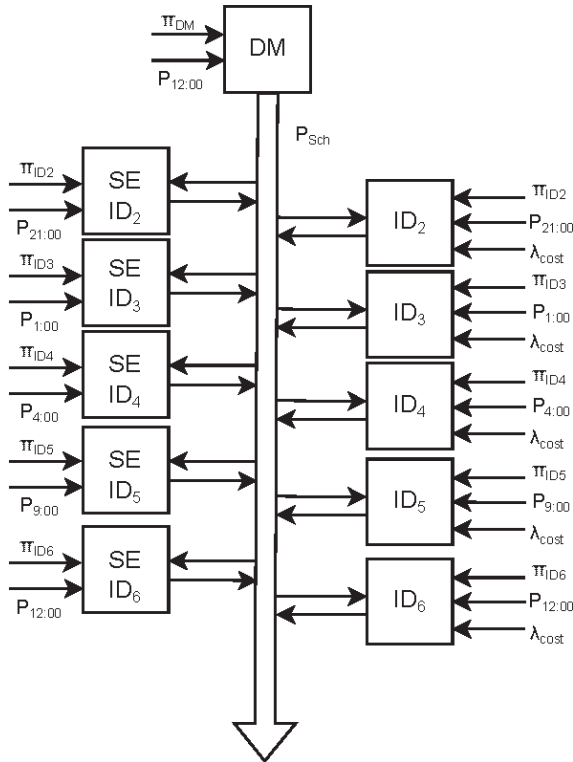 π_DM
DM
P_12:00
P_Sch
π_ID2
SE
ID_2
P_21:00
π_ID3
SE
ID_3
P_1:00
π_ID4
SE
ID_4
P_4:00
π_ID5
SE
ID_5
P_9:00
π_ID6
SE
ID_6
P_12:00
π_ID2
ID_2
P_21:00
λ_cost
π_ID3
ID_3
P_1:00
λ_cost
π_ID4
ID_4
P_4:00
λ_cost
π_ID5
ID_5
P_9:00
λ_cost
π_ID6
ID_6
P_12:00
λ_cost